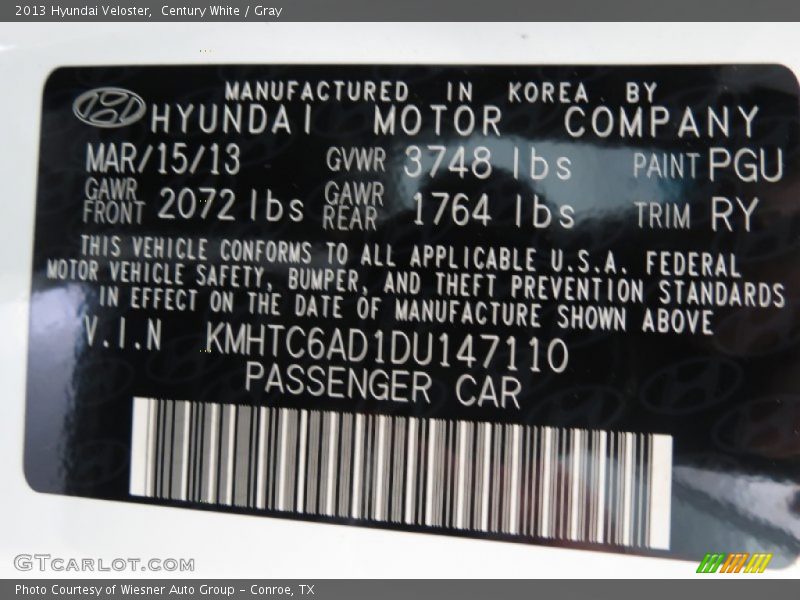 2013 Hyundai Veloster,  Century White / Gray
MANUFACTURED IN KOREA BY
HYUNDAI MOTOR COMPANY
MAR/15/13 GVWR 3748 lbs PAINT PGU
GAWR FRONT 2072 lbs GAWR REAR 1764 lbs TRIM RY
THIS VEHICLE CONFORMS TO ALL APPLICABLE U.S.A. FEDERAL
MOTOR VEHICLE SAFETY, BUMPER, AND THEFT PREVENTION STANDARDS
IN EFFECT ON THE DATE OF MANUFACTURE SHOWN ABOVE
V.I.N KMHTC6AD1DU147110
PASSENGER CAR
GTCARLOT.COM
Photo Courtesy of Wiesner Auto Group - Conroe, TX